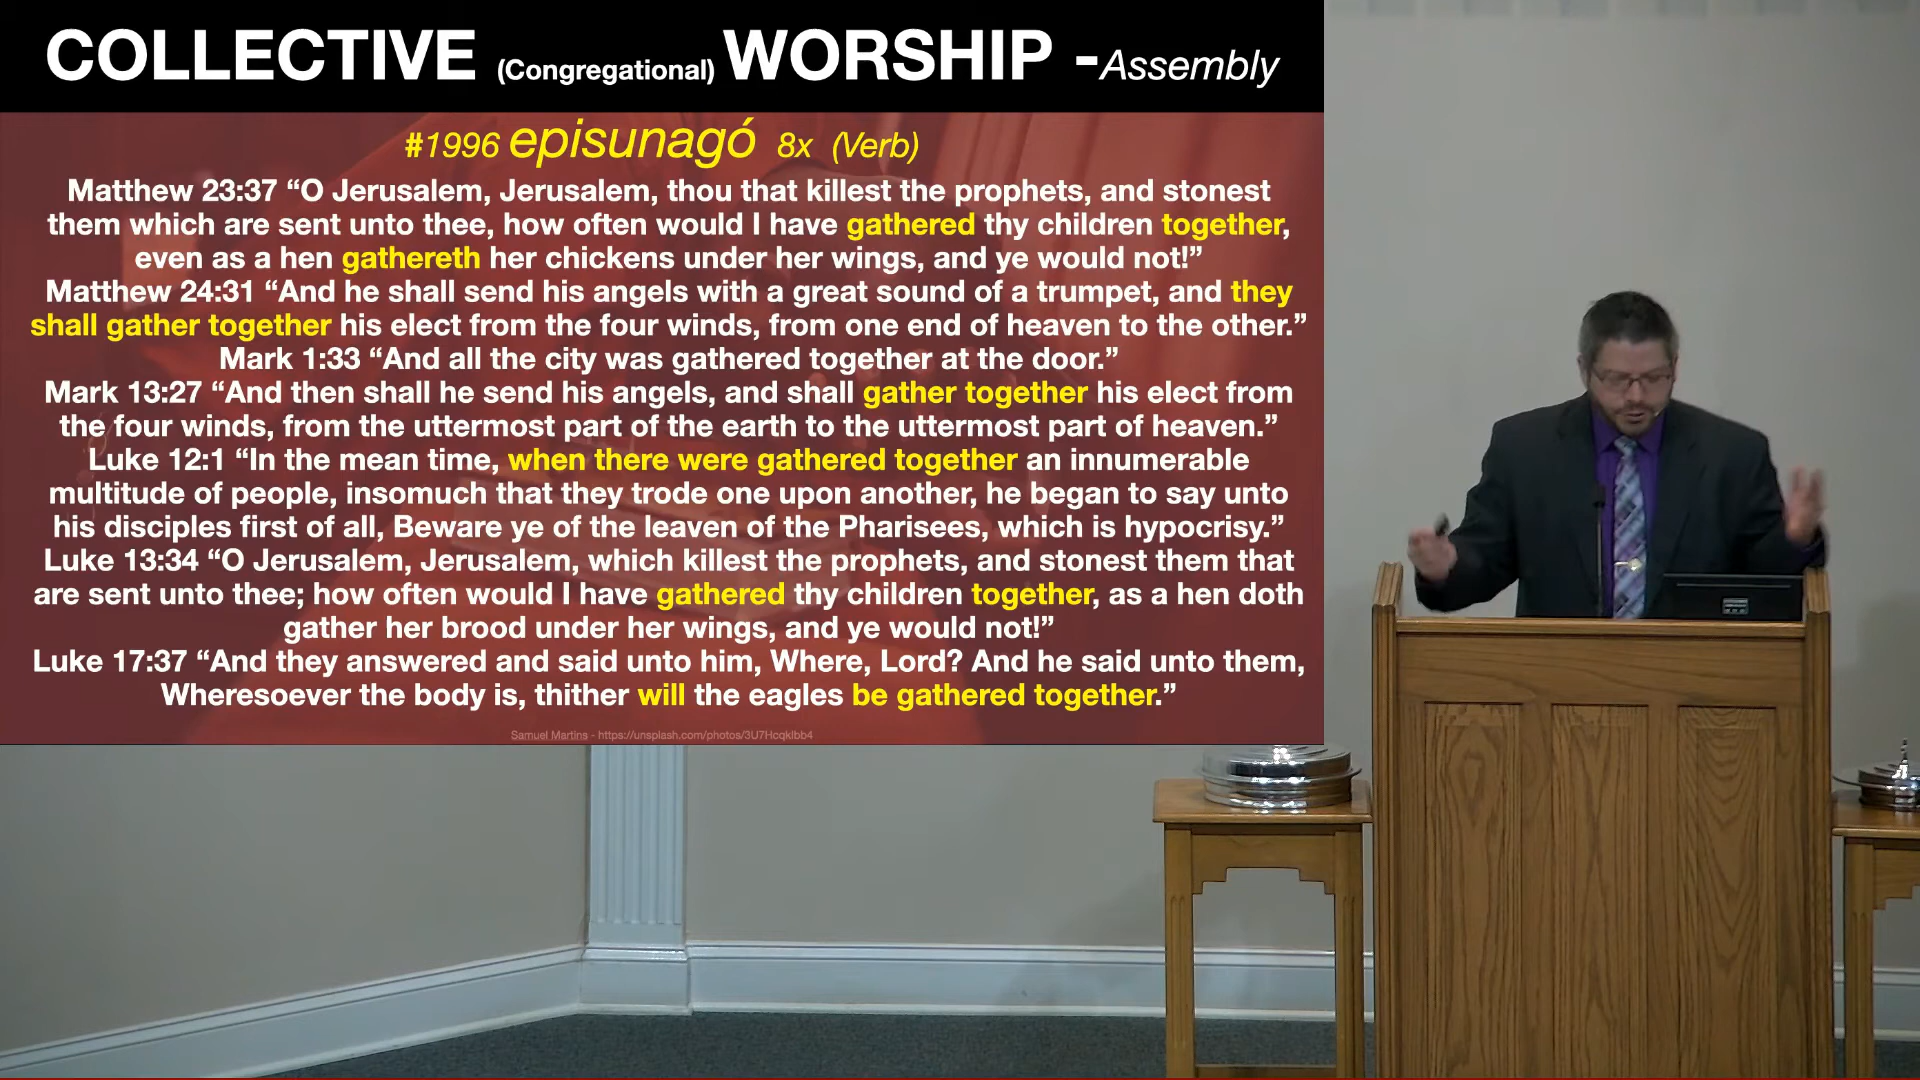 COLLECTIVE (Congregational) WORSHIP -Assembly
#1996 episunagó 8x (Verb)
Matthew 23:37 “O Jerusalem, Jerusalem, thou that killest the prophets, and stonest
them which are sent unto thee, how often would I have gathered thy children together,
even as a hen gathereth her chickens under her wings, and ye would not!”
Matthew 24:31 “And he shall send his angels with a great sound of a trumpet, and they
shall gather together his elect from the four winds, from one end of heaven to the other.”
Mark 1:33 “And all the city was gathered together at the door.”
Mark 13:27 “And then shall he send his angels, and shall gather together his elect from
the four winds, from the uttermost part of the earth to the uttermost part of heaven.”
Luke 12:1 “In the mean time, when there were gathered together an innumerable
multitude of people, insomuch that they trode one upon another, he began to say unto
his disciples first of all, Beware ye of the leaven of the Pharisees, which is hypocrisy.”
Luke 13:34 “O Jerusalem, Jerusalem, which killest the prophets, and stonest them that
are sent unto thee; how often would I have gathered thy children together, as a hen doth
gather her brood under her wings, and ye would not!”
Luke 17:37 “And they answered and said unto him, Where, Lord? And he said unto them,
Wheresoever the body is, thither will the eagles be gathered together.”
Samuel Martins - https://unsplash.com/photos/3U7HcqkIbb4